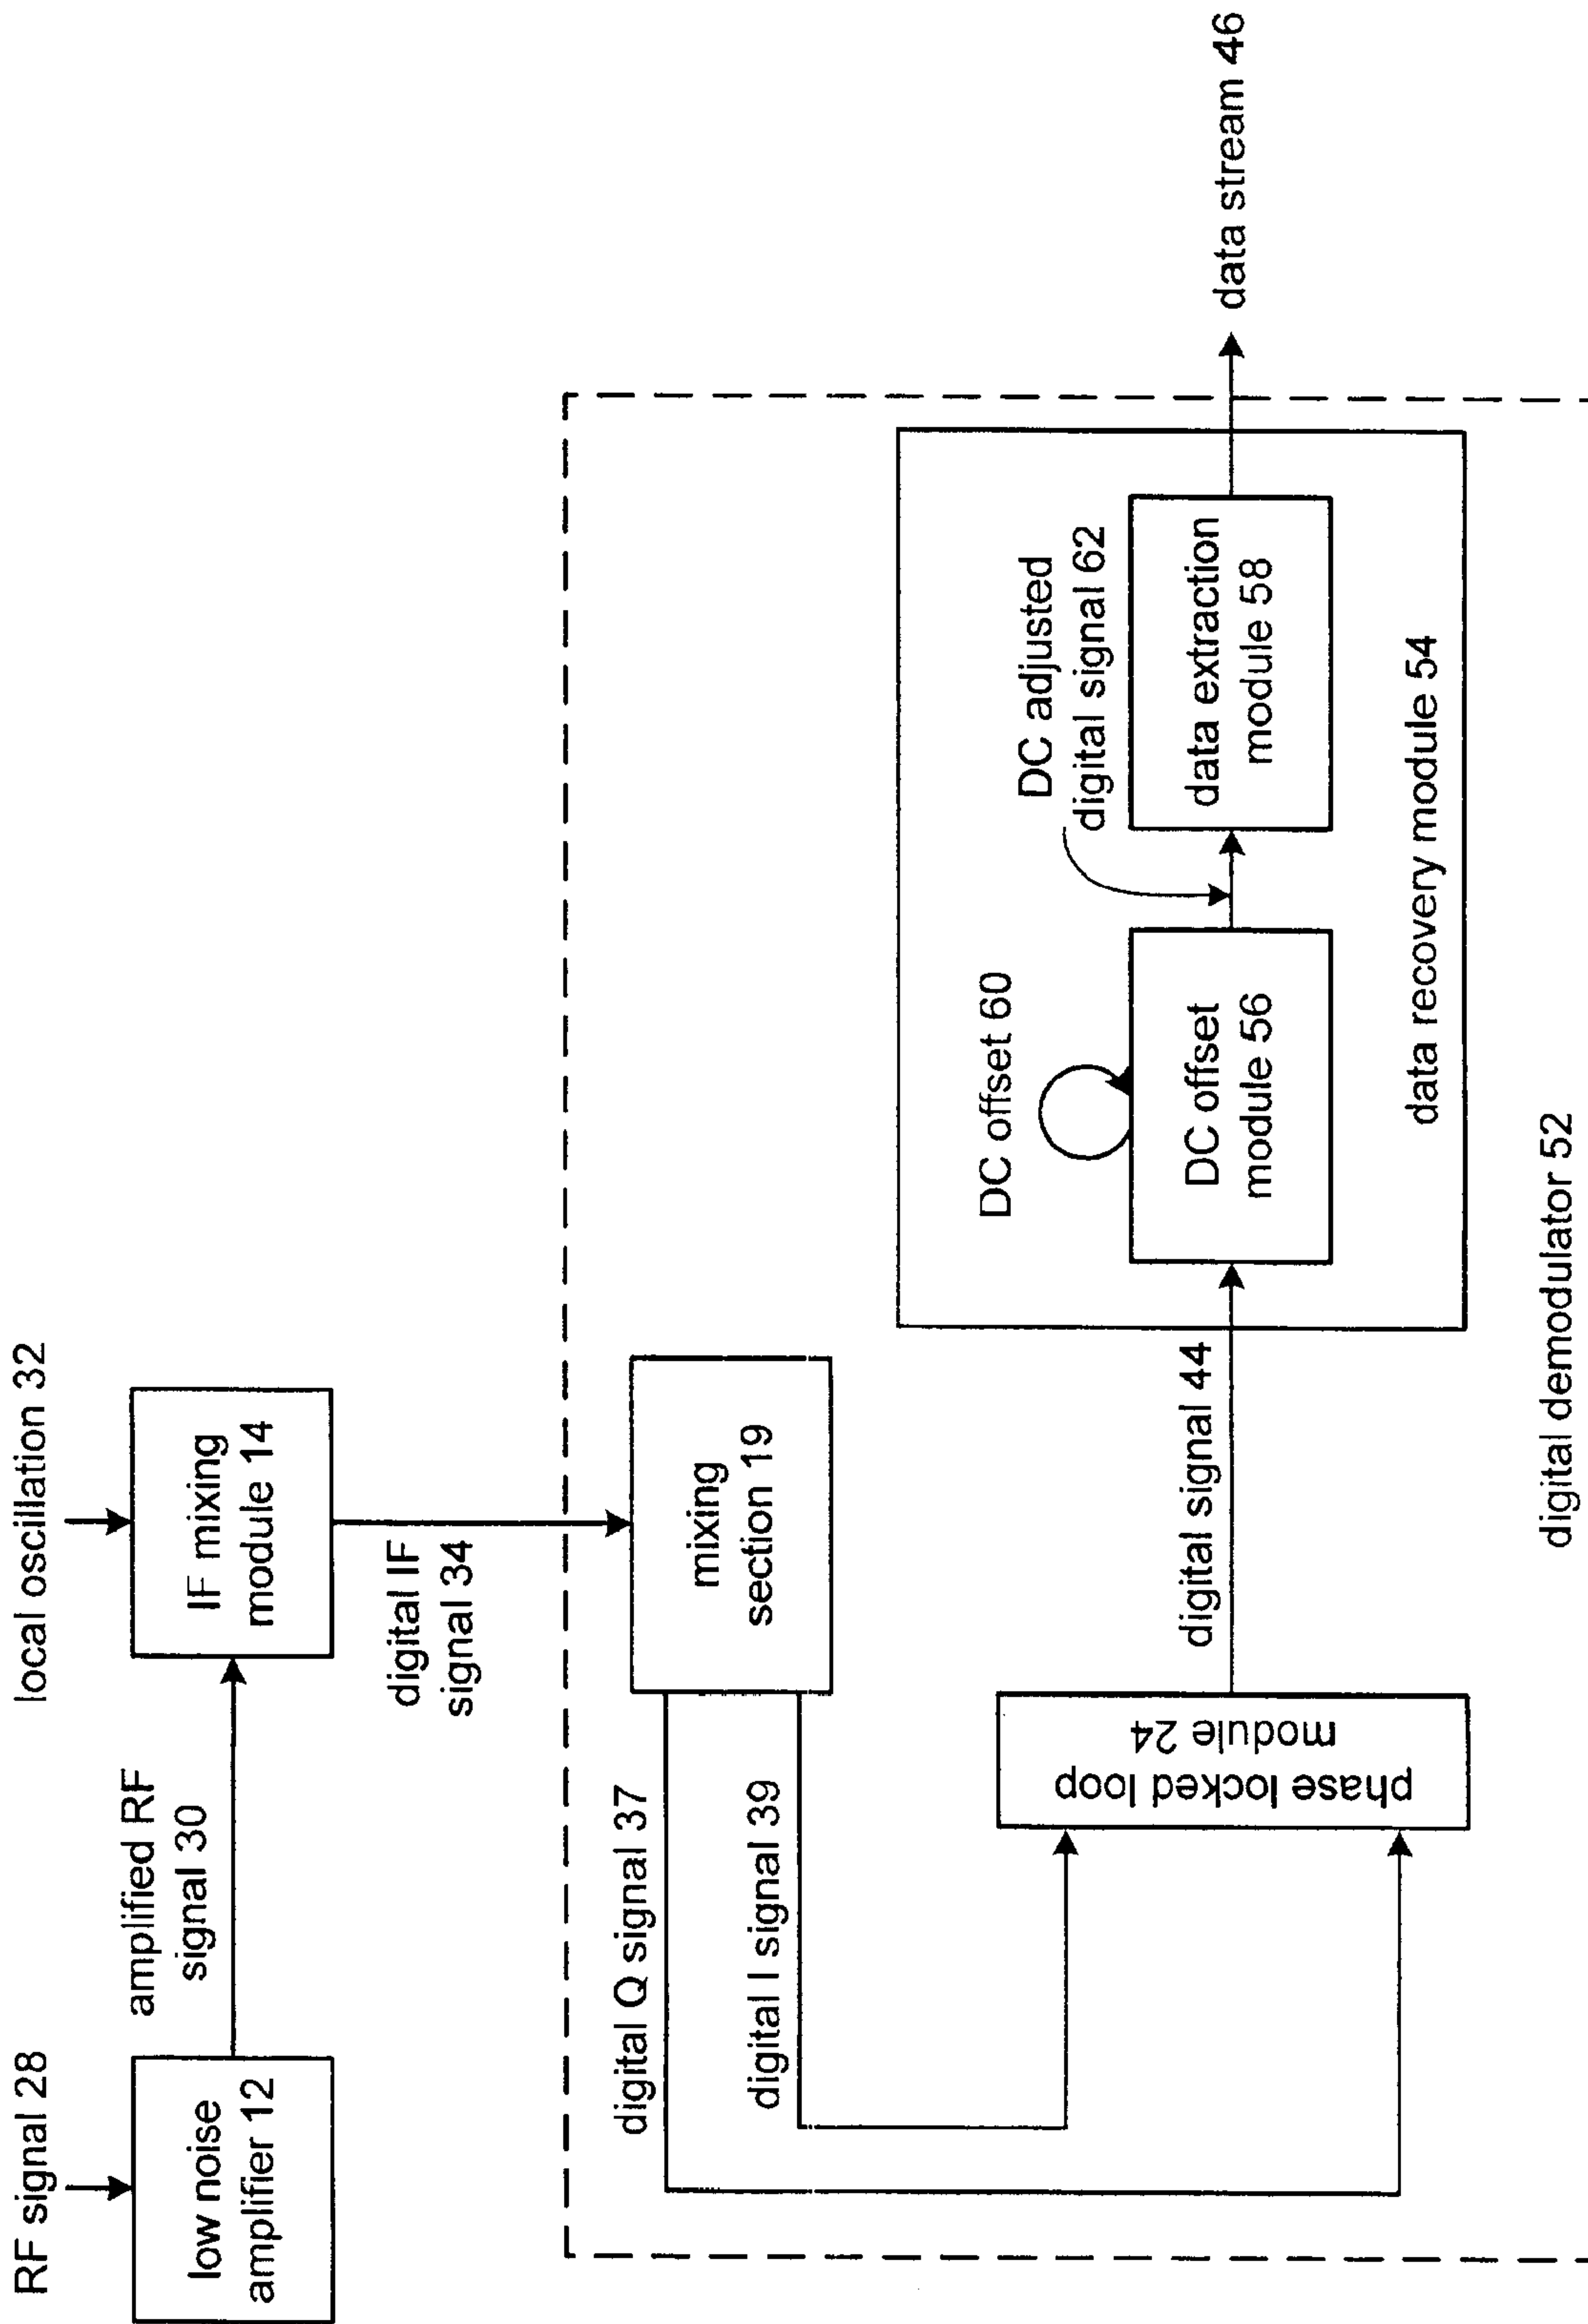 RF signal 28
local oscillation 32
low noise
amplifier 12
amplified RF
signal 30
IF mixing
module 14
digital IF
signal 34
mixing
section 19
digital Q signal 37
digital I signal 39
phase locked loop
module 24
digital signal 44
DC offset 60
DC offset
module 56
DC adjusted
digital signal 62
data extraction
module 58
data recovery module 54
data stream 46
digital demodulator 52